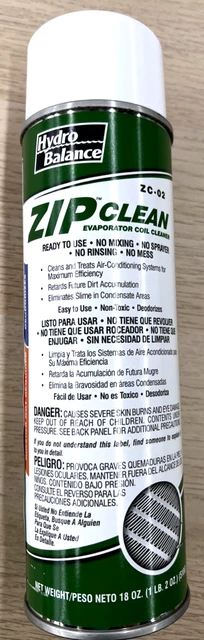 Hydro
Balance
ZC-02
ZIP™ CLEAN
EVAPORATOR COIL CLEANER
READY TO USE • NO MIXING • NO SPRAYER
• NO RINSING • NO MESS
• Cleans and Treats Air-Conditioning Systems for
Maximum Efficiency
• Retards Future Dirt Accumulation
• Eliminates Slime in Condensate Areas
Easy to Use • Non-Toxic • Deodorizes
LISTO PARA USAR • NO TIENE QUE REVOLVER
• NO TIENE QUE USAR ROCEADOR • NO TIENE QUE
ENJUGAR • SIN NECESIDAD DE LIMPIAR
• Limpia y Trata los Sistemas de Aire Acondicionado
Su Máxima Eficiencia
• Retarda la Acumulación de Futura Mugre
• Elimina la Bravosidad en áreas Condensadas
Fácil de Usar • No es Toxico • Desodoriza
DANGER: CAUSES SEVERE SKIN BURNS AND EYE DAMAGE.
KEEP OUT OF REACH OF CHILDREN. CONTENTS UNDER
PRESSURE. SEE BACK PANEL FOR ADDITIONAL
If you do not understand this label, find someone to explain
to you in detail.
PELIGRO: PROVOCA GRAVES QUEMADURAS EN LA
LESIONES OCULARES. MANTENER FUERA DEL ALCANCE DE
NINOS. CONTENIDO BAJO PRESIÓN.
CONSULTE EL REVERSO PARA LAS
PRECAUCIONES ADICIONALES.
Si Usted No Entiende La
Etiqueta, Busque A Alguien
Para Que Se
La Explique A Usted
En Detalle.
NET WEIGHT/PESO NETO 18 OZ. (1 LB. 2 OZ.)